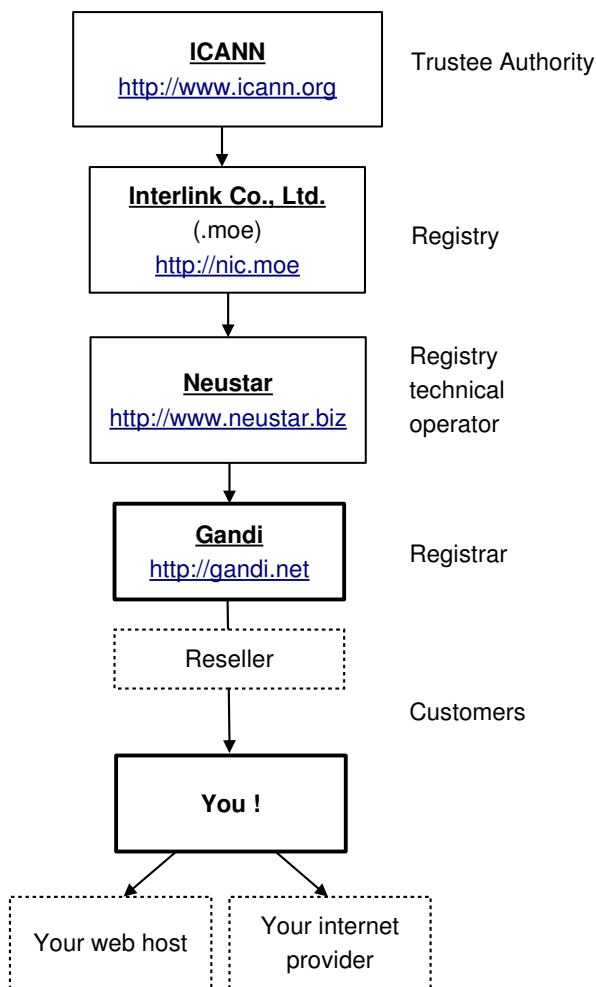 ICANN
http://www.icann.org
Trustee Authority
Interlink Co., Ltd.
(.moe)
http://nic.moe
Registry
Neustar
http://www.neustar.biz
Registry
technical
operator
Gandi
http://gandi.net
Registrar
Reseller
Customers
You !
Your web host
Your internet
provider